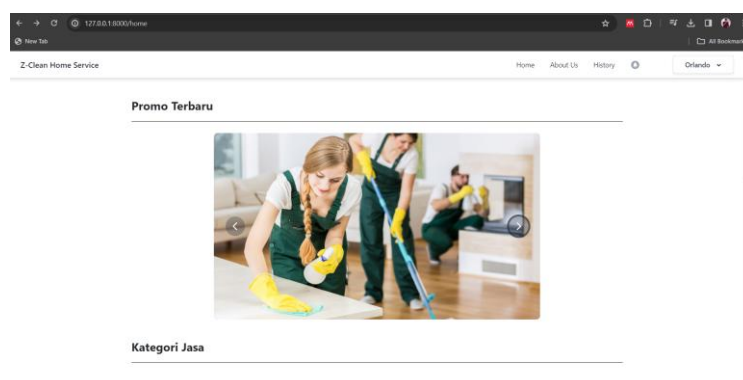 127.0.0.1:8000/home
New Tab
All Bookmark
Z-Clean Home Service
Home About Us History
Orlando
Promo Terbaru
Kategori Jasa